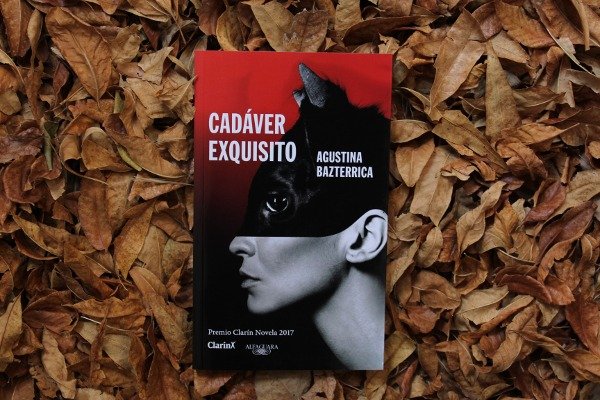 CADÁVER
EXQUISITO
AGUSTINA
BAZTERRICA
Premio Clarín Novela 2017
ClarínX
ALFAGUARA